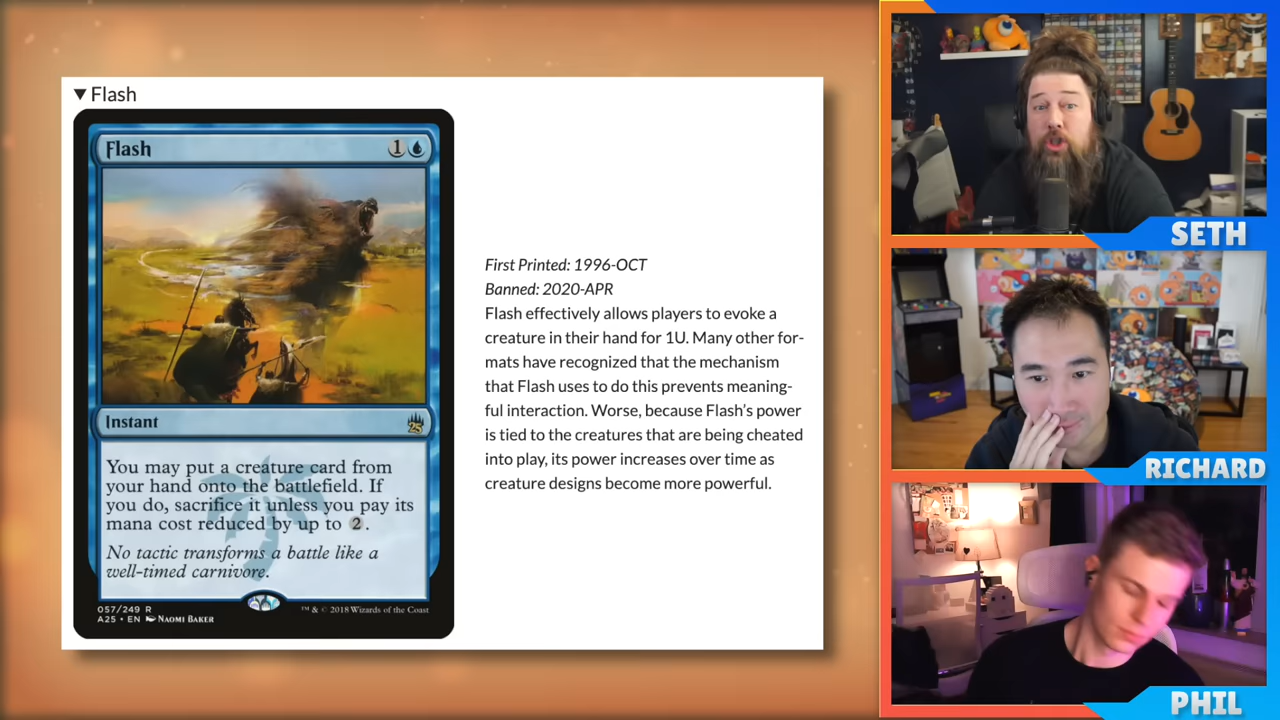 ▼ Flash
Flash 1
You may put a creature card from
your hand onto the battlefield. If
you do, sacrifice it unless you pay its
mana cost reduced by up to 2.
No tactic transforms a battle like a
well-timed carnivore.
Instant
25
057/249 R
A25 • EN NAOMI BAKER
™ & © 2018 Wizards of the Coast
First Printed: 1996-OCT
Banned: 2020-APR
Flash effectively allows players to evoke a
creature in their hand for 1U. Many other for-
mats have recognized that the mechanism
that Flash uses to do this prevents meaning-
ful interaction. Worse, because Flash's power
is tied to the creatures that are being cheated
into play, its power increases over time as
creature designs become more powerful.
SETH
RICHARD
PHIL